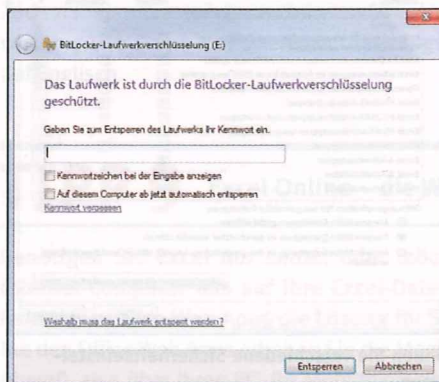 BitLocker-Laufwerkverschlüsselung (E:)
Das Laufwerk ist durch die BitLocker-Laufwerkverschlüsselung
geschützt.
Geben Sie zum Entsperren des Laufwerks Ihr Kennwort ein.
Kennwortzeichen bei der Eingabe anzeigen
Auf diesem Computer ab jetzt automatisch entsperren
Kennwort vergessen
Weshalb muss das Laufwerk entsperrt werden?
Entsperren Abbrechen